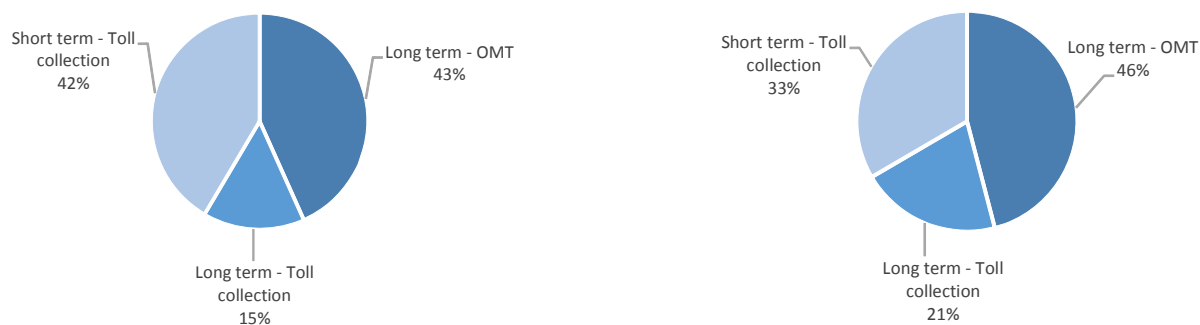 Short term - Toll
collection
42%
Long term - OMT
43%
Long term - Toll
collection
15%
Short term - Toll
collection
33%
Long term - OMT
46%
Long term - Toll
collection
21%